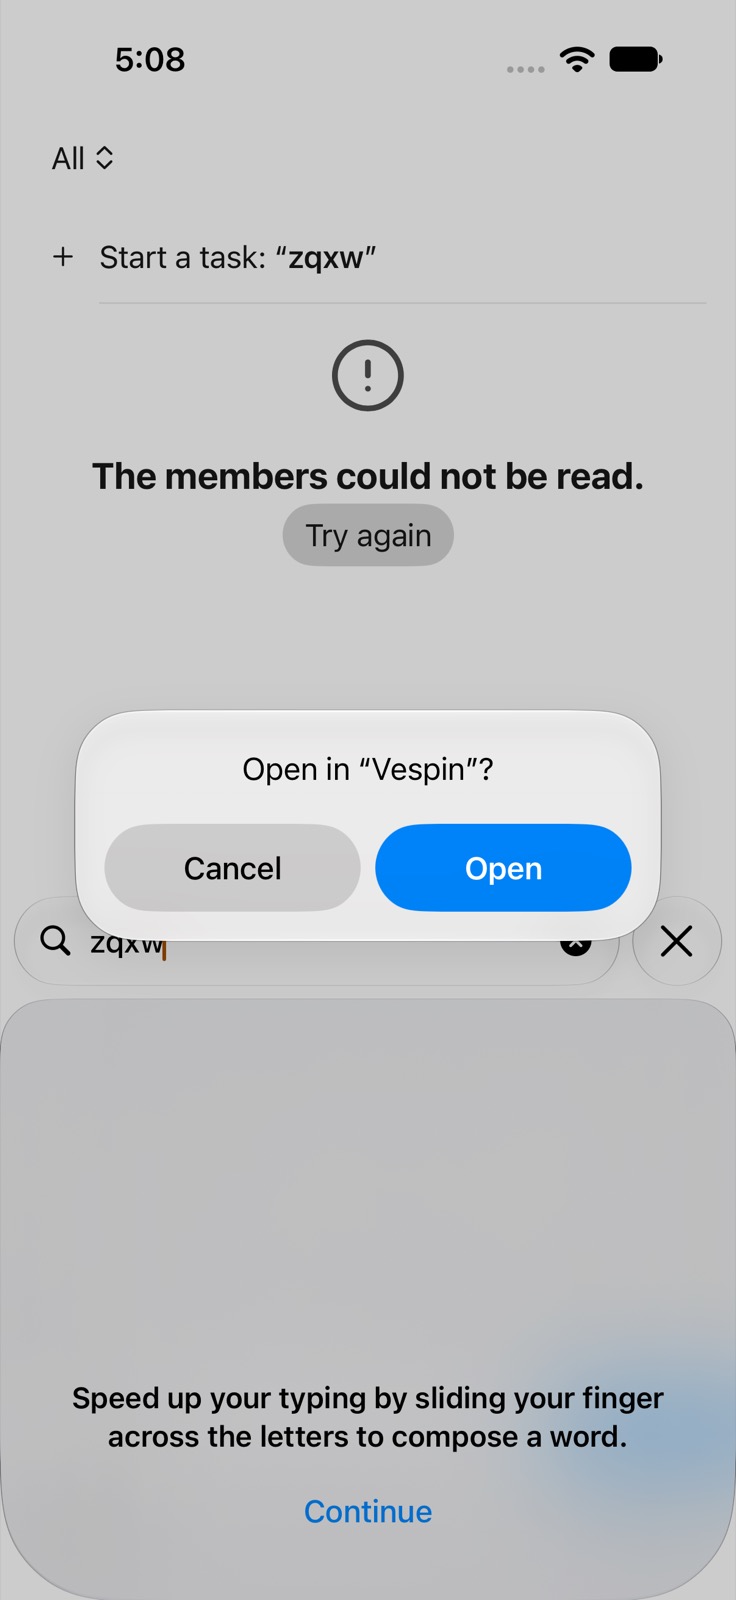 5:08
All
Start a task: “zqxw”
The members could not be read.
Try again
Open in “Vespin”?
Cancel
Open
zqxw
Speed up your typing by sliding your finger
across the letters to compose a word.
Continue